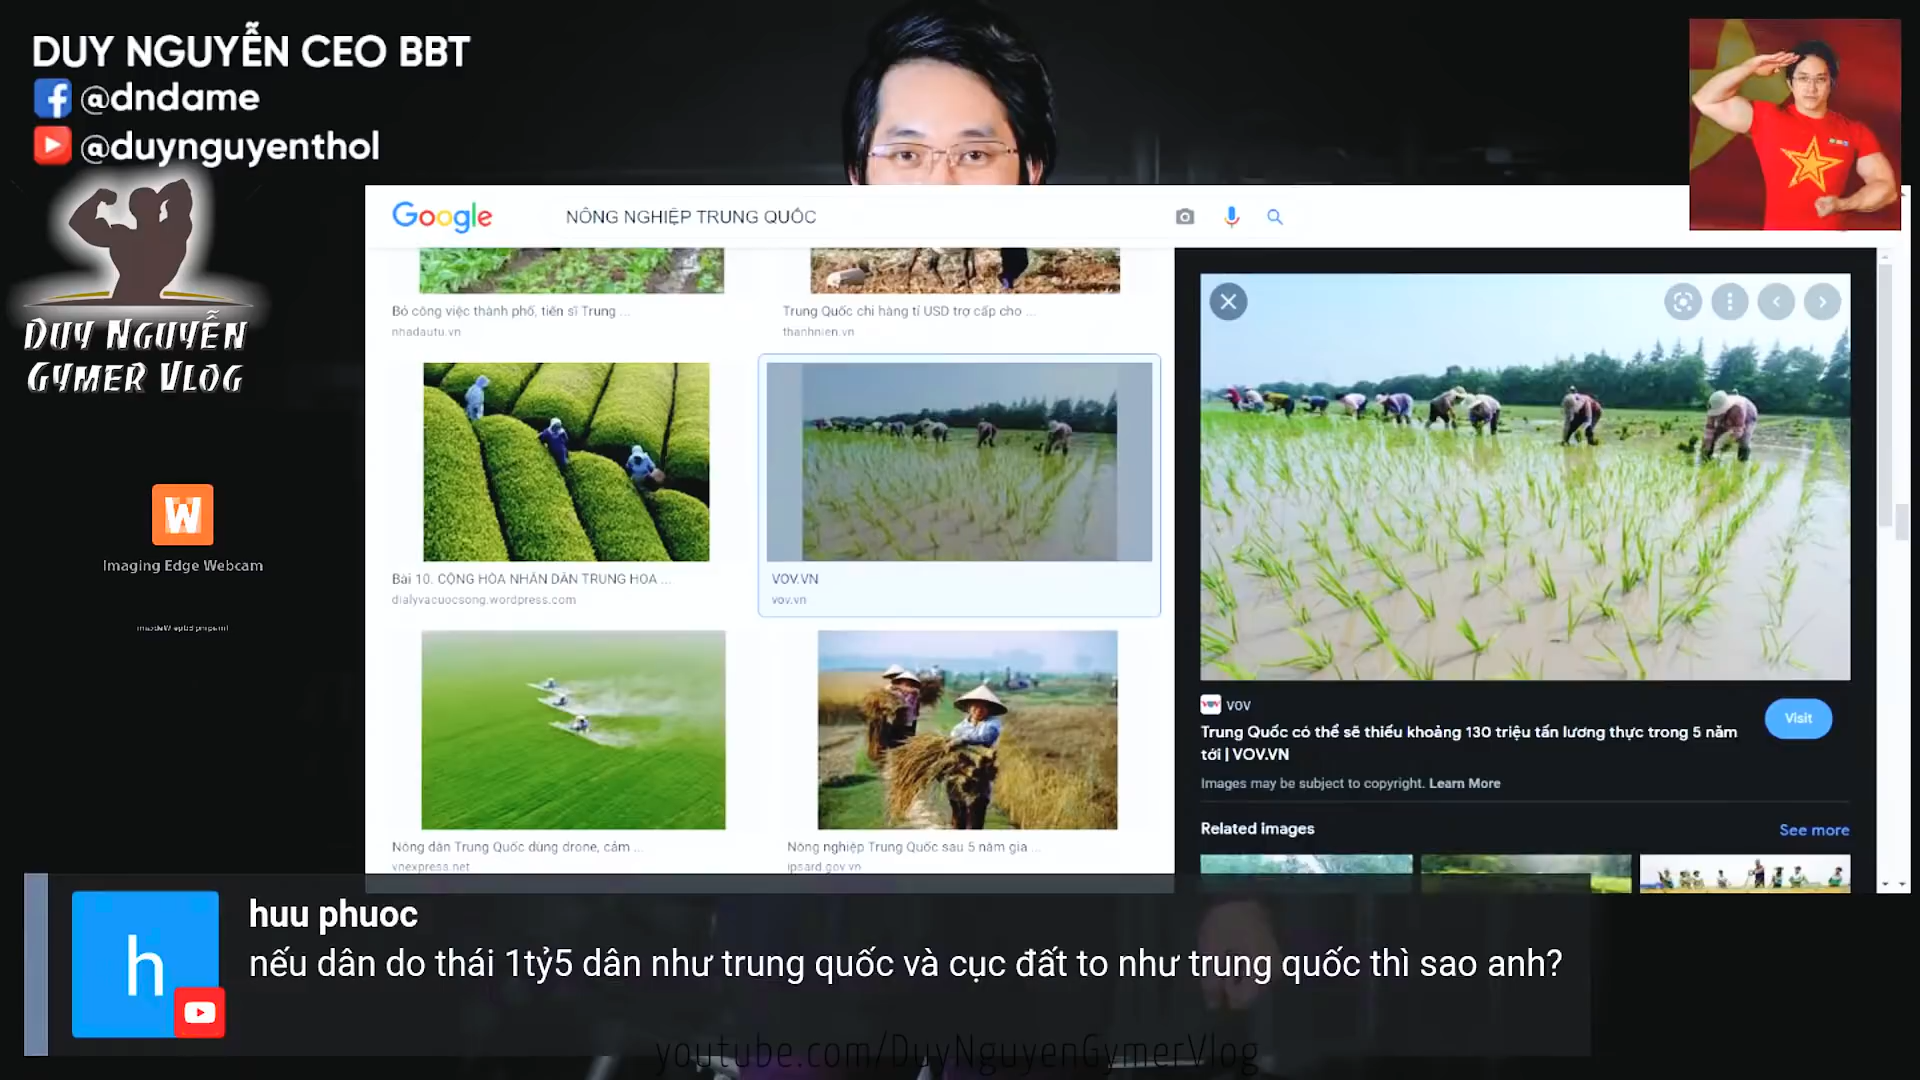 DUY NGUYỄN CEO BBT
@dndame
@duynguyenthol
DUY NGUYỄN
GYMER VLOG
W
Imaging Edge Webcam
Google
NÔNG NGHIỆP TRUNG QUỐC
Bỏ công việc thành phố, tiến sĩ Trung ...
nhadautu.vn
Trung Quốc chi hàng tỉ USD trợ cấp cho ...
thanhnien.vn
Bài 10. CỘNG HÒA NHÂN DÂN TRUNG HOA ...
dialyvacuocsong.wordpress.com
VOV.VN
vov.vn
Nông dân Trung Quốc dùng drone, cảm ...
vnexpress.net
Nông nghiệp Trung Quốc sau 5 năm gia ...
ipsard.gov.vn
VOV
Trung Quốc có thể sẽ thiếu khoảng 130 triệu tấn lương thực trong 5 năm
tới | VOV.VN
Visit
Images may be subject to copyright. Learn More
Related images
See more
h
huu phuoc
nếu dân do thái 1tỷ5 dân như trung quốc và cục đất to như trung quốc thì sao anh?
youtube.com/DuyNguyenGymerVlog